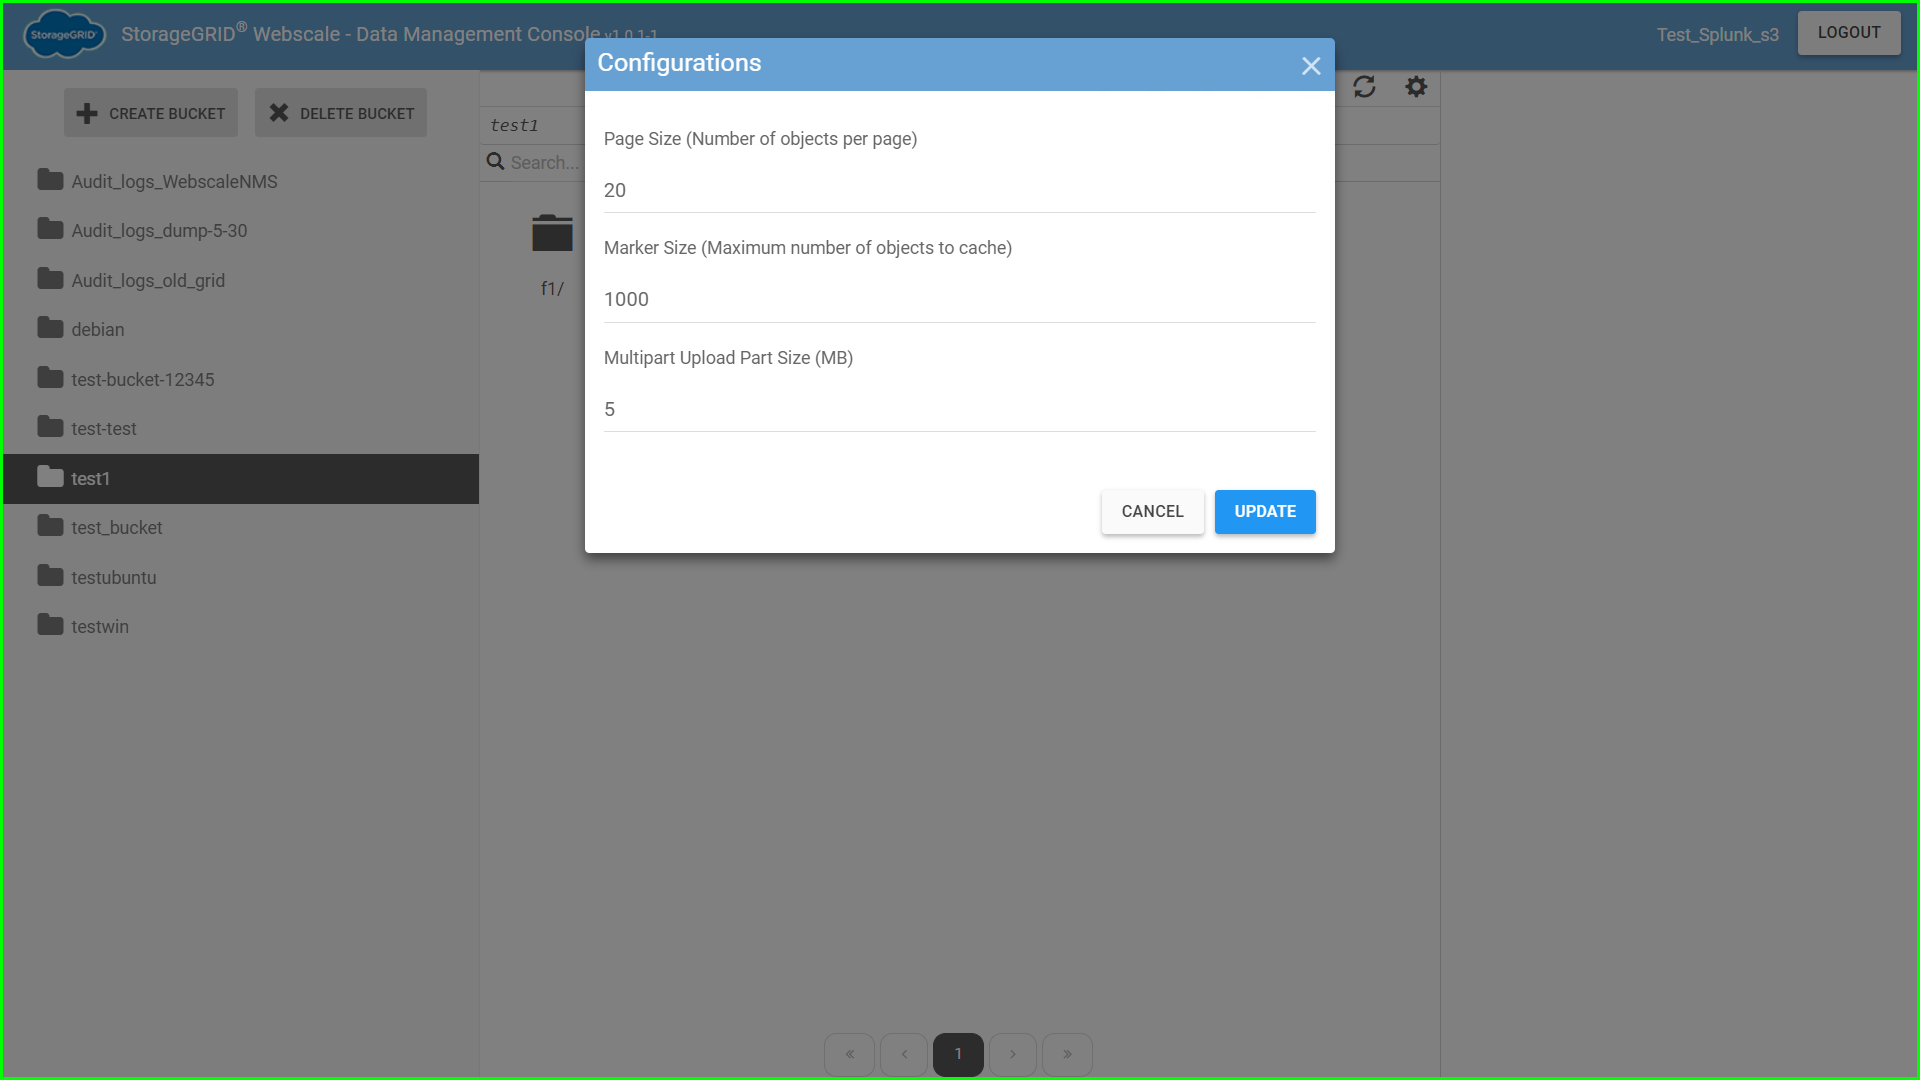 StorageGRID®
StorageGRID® Webscale - Data Management Console v1.0.1-1
Test_Splunk_s3
LOGOUT
CREATE BUCKET
DELETE BUCKET
Audit_logs_WebscaleNMS
Audit_logs_dump-5-30
Audit_logs_old_grid
debian
test-bucket-12345
test-test
test1
test_bucket
testubuntu
testwin
test1
Search...
f1/
Configurations
Page Size (Number of objects per page)
20
Marker Size (Maximum number of objects to cache)
1000
Multipart Upload Part Size (MB)
5
CANCEL
UPDATE
« ‹ 1 › »